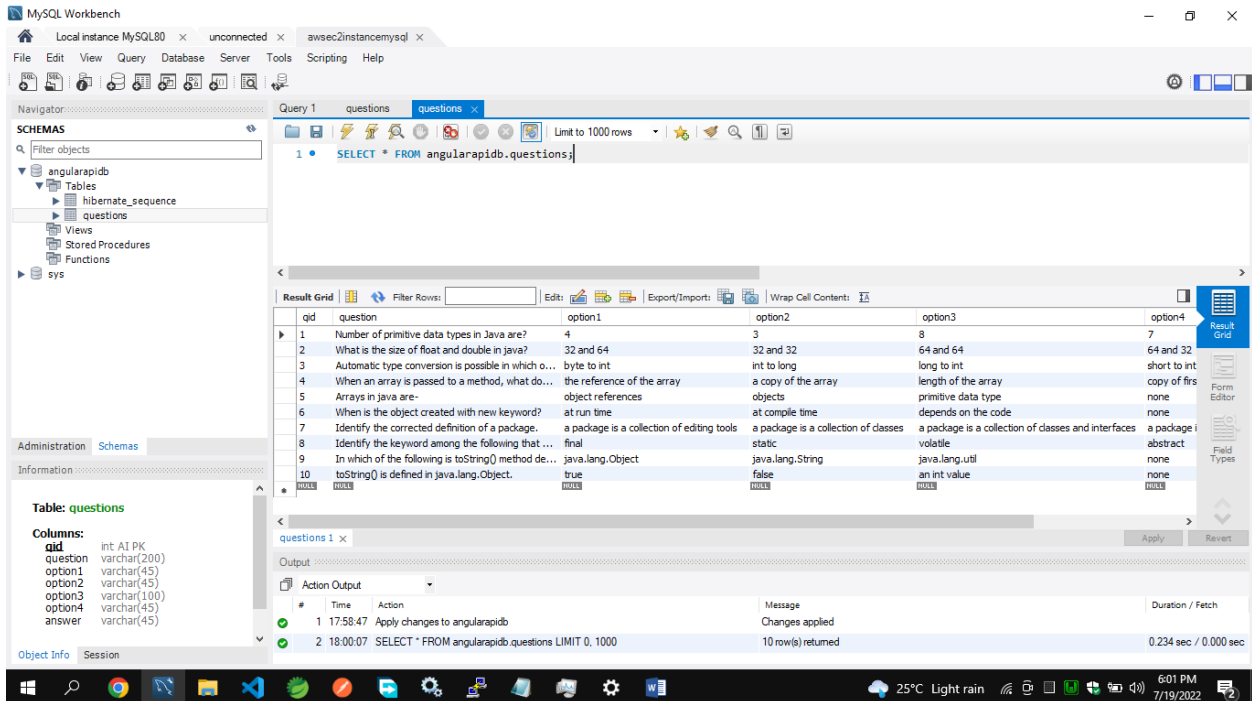 MySQL Workbench
Local instance MySQL80 × unconnected × awsec2instancemysql ×
File Edit View Query Database Server Tools Scripting Help
Navigator
SCHEMAS
Filter objects
angularapidb
Tables
hibernate_sequence
questions
Views
Stored Procedures
Functions
sys
Administration Schemas
Information
Table: questions
Columns:
qid int AI PK
question varchar(200)
option1 varchar(45)
option2 varchar(45)
option3 varchar(100)
option4 varchar(45)
answer varchar(45)
Object Info Session
Query 1 questions questions ×
Limit to 1000 rows
1 SELECT * FROM angularapidb.questions;
Result Grid Filter Rows: Edit: Export/Import: Wrap Cell Content:
qid question option1 option2 option3 option4
1 Number of primitive data types in Java are? 4 3 8 7
2 What is the size of float and double in java? 32 and 64 32 and 32 64 and 64 64 and 32
3 Automatic type conversion is possible in which o... byte to int int to long long to int short to int
4 When an array is passed to a method, what do... the reference of the array a copy of the array length of the array copy of firs
5 Arrays in java are- object references objects primitive data type none
6 When is the object created with new keyword? at run time at compile time depends on the code none
7 Identify the corrected definition of a package. a package is a collection of editing tools a package is a collection of classes a package is a collection of classes and interfaces a package i
8 Identify the keyword among the following that ... final static volatile abstract
9 In which of the following is toString() method de... java.lang.Object java.lang.String java.lang.util none
10 toString() is defined in java.lang.Object. true false an int value none
NULL NULL NULL NULL NULL NULL
Result Grid
Form Editor
Field Types
questions 1 × Apply Revert
Output
Action Output
# Time Action Message Duration / Fetch
1 17:58:47 Apply changes to angularapidb Changes applied
2 18:00:07 SELECT * FROM angularapidb.questions LIMIT 0, 1000 10 row(s) returned 0.234 sec / 0.000 sec
25°C Light rain 6:01 PM
7/19/2022